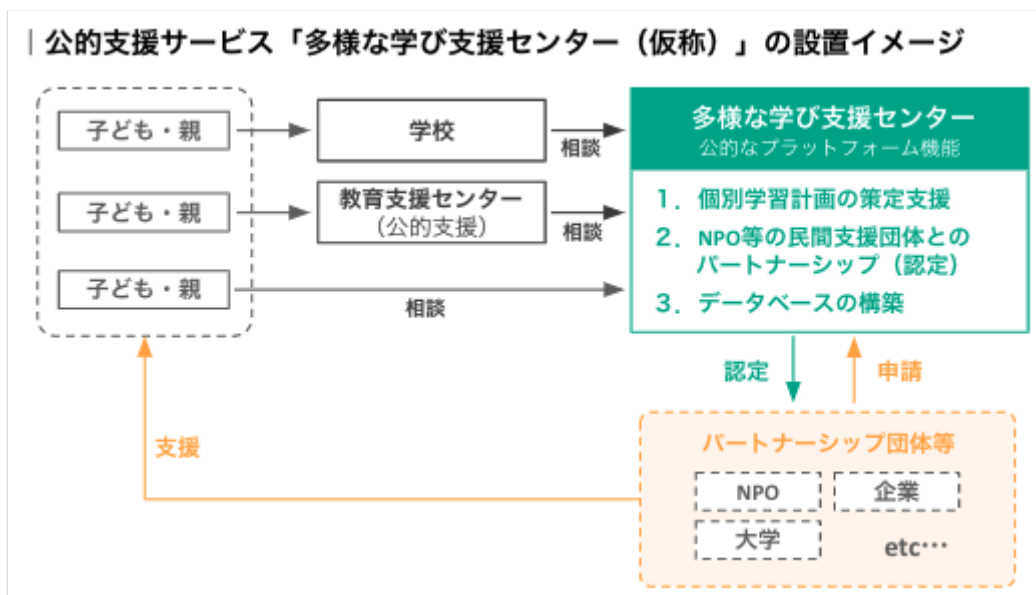 公的支援サービス「多様な学び支援センター（仮称）」の設置イメージ
子ども・親
学校
相談
子ども・親
教育支援センター
（公的支援）
相談
子ども・親
相談
多様な学び支援センター
公的なプラットフォーム機能
1. 個別学習計画の策定支援
2. NPO等の民間支援団体との
パートナーシップ（認定）
3. データベースの構築
認定
申請
支援
パートナーシップ団体等
NPO
企業
大学
etc…